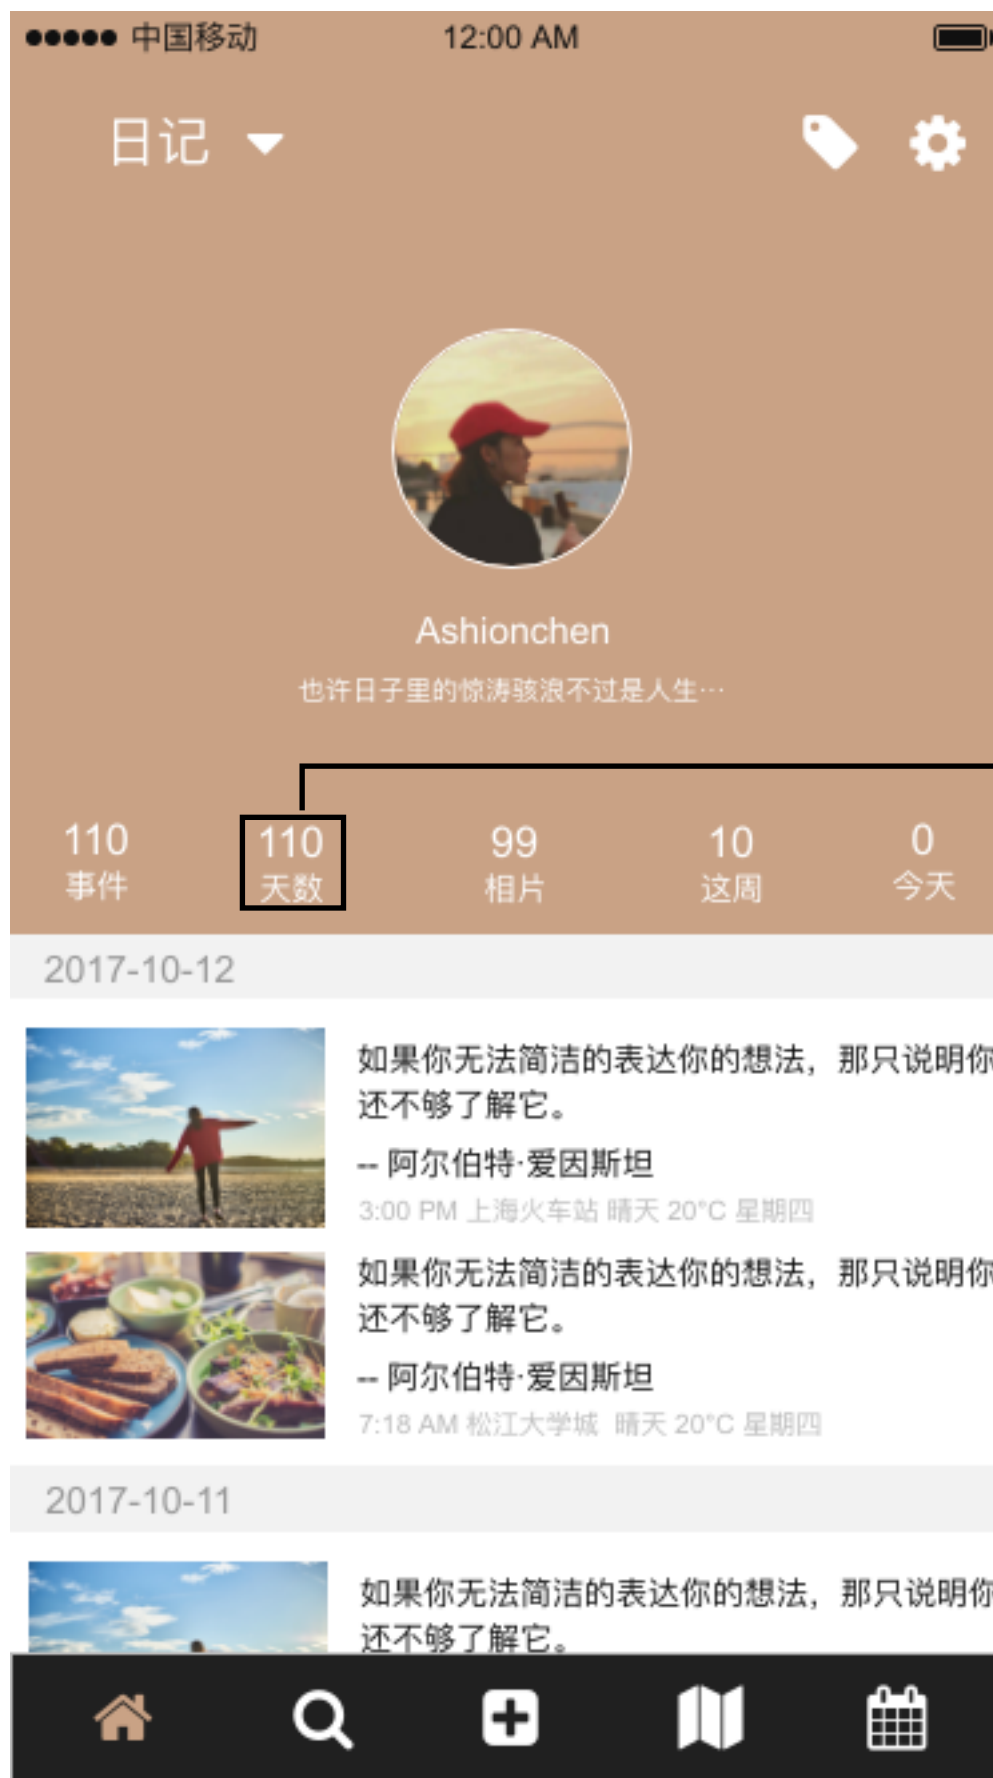 中国移动 12:00 AM
日记
Ashionchen
也许日子里的惊涛骇浪不过是人生…
110 110 99 10 0
事件 天数 相片 这周 今天
2017-10-12
如果你无法简洁的表达你的想法，那只说明你
还不够了解它。
-- 阿尔伯特·爱因斯坦
3:00 PM 上海火车站 晴天 20°C 星期四
如果你无法简洁的表达你的想法，那只说明你
还不够了解它。
-- 阿尔伯特·爱因斯坦
7:18 AM 松江大学城 晴天 20°C 星期四
2017-10-11
如果你无法简洁的表达你的想法，那只说明你
还不够了解它。